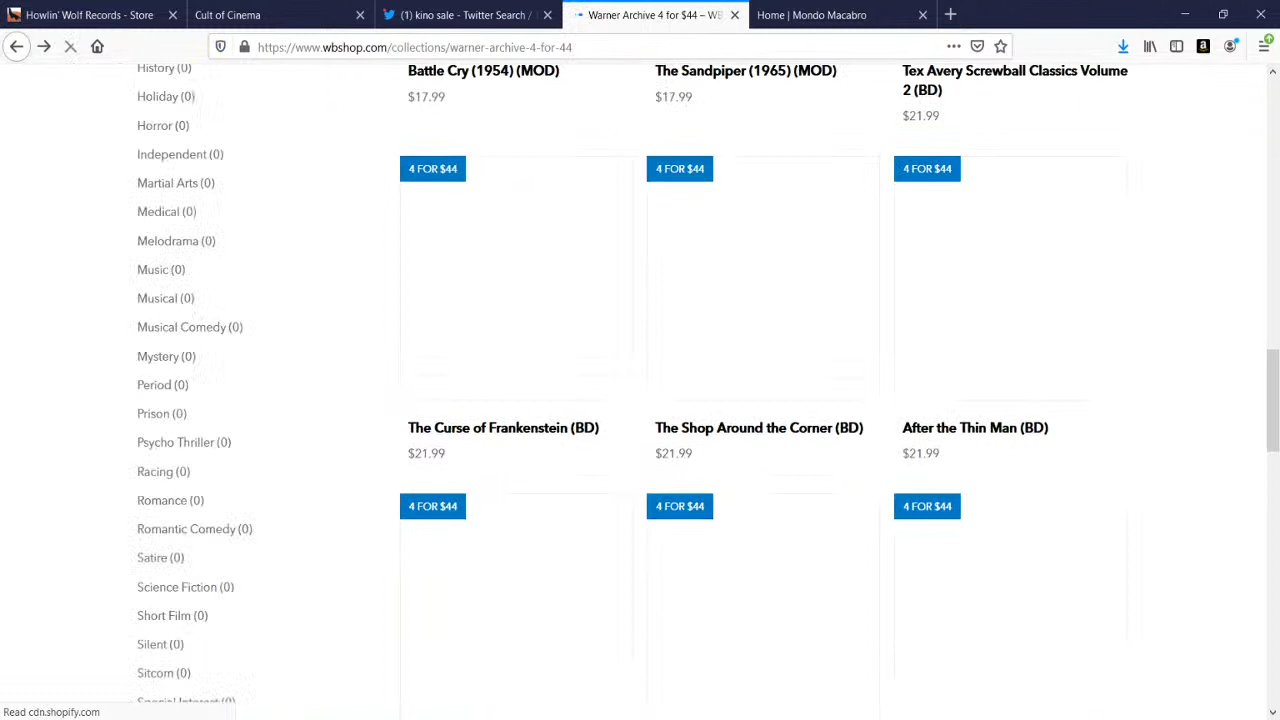 Howlin' Wolf Records - Store
Cult of Cinema
(1) kino sale - Twitter Search /
Warner Archive 4 for $44 – WB
Home | Mondo Macabro
https://www.wbshop.com/collections/warner-archive-4-for-44
History (0)
Holiday (0)
Horror (0)
Independent (0)
Martial Arts (0)
Medical (0)
Melodrama (0)
Music (0)
Musical (0)
Musical Comedy (0)
Mystery (0)
Period (0)
Prison (0)
Psycho Thriller (0)
Racing (0)
Romance (0)
Romantic Comedy (0)
Satire (0)
Science Fiction (0)
Short Film (0)
Silent (0)
Sitcom (0)
Special Interest (0)
Battle Cry (1954) (MOD)
$17.99
The Sandpiper (1965) (MOD)
$17.99
Tex Avery Screwball Classics Volume
2 (BD)
$21.99
4 FOR $44
4 FOR $44
4 FOR $44
The Curse of Frankenstein (BD)
$21.99
The Shop Around the Corner (BD)
$21.99
After the Thin Man (BD)
$21.99
4 FOR $44
4 FOR $44
4 FOR $44
Read cdn.shopify.com